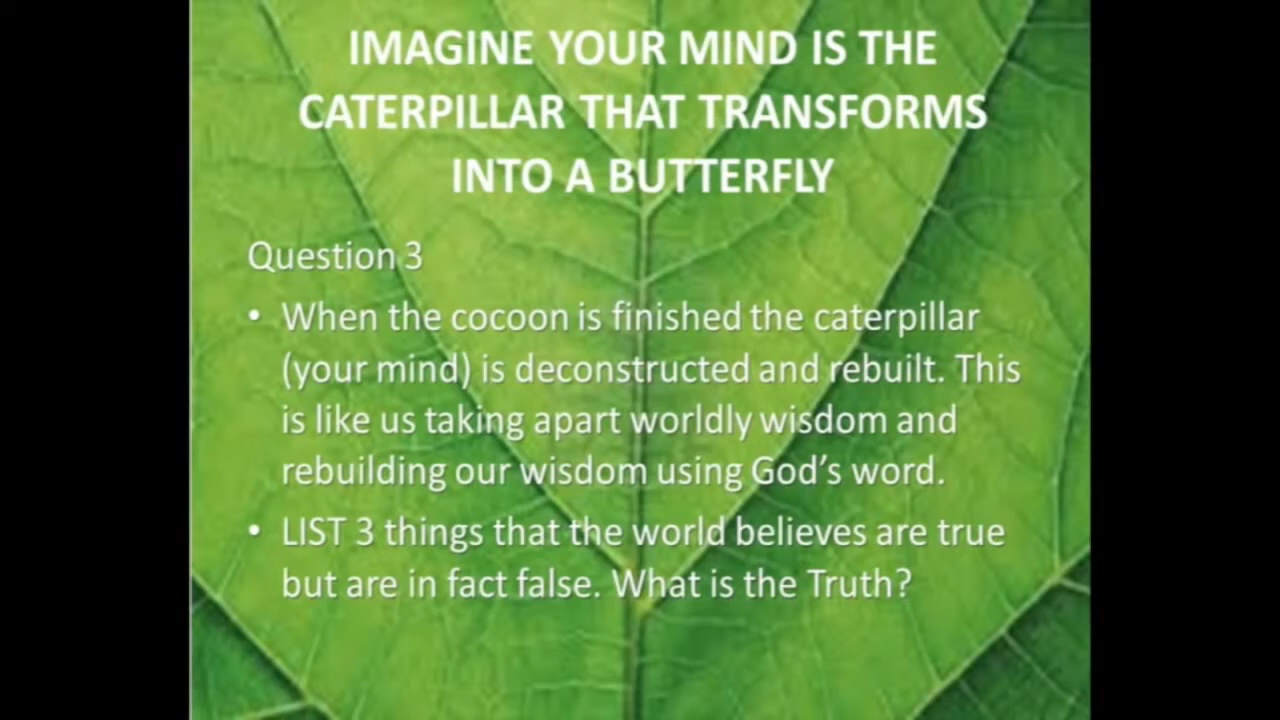 IMAGINE YOUR MIND IS THE
CATERPILLAR THAT TRANSFORMS
INTO A BUTTERFLY
Question 3
• When the cocoon is finished the caterpillar
(your mind) is deconstructed and rebuilt. This
is like us taking apart worldly wisdom and
rebuilding our wisdom using God’s word.
• LIST 3 things that the world believes are true
but are in fact false. What is the Truth?